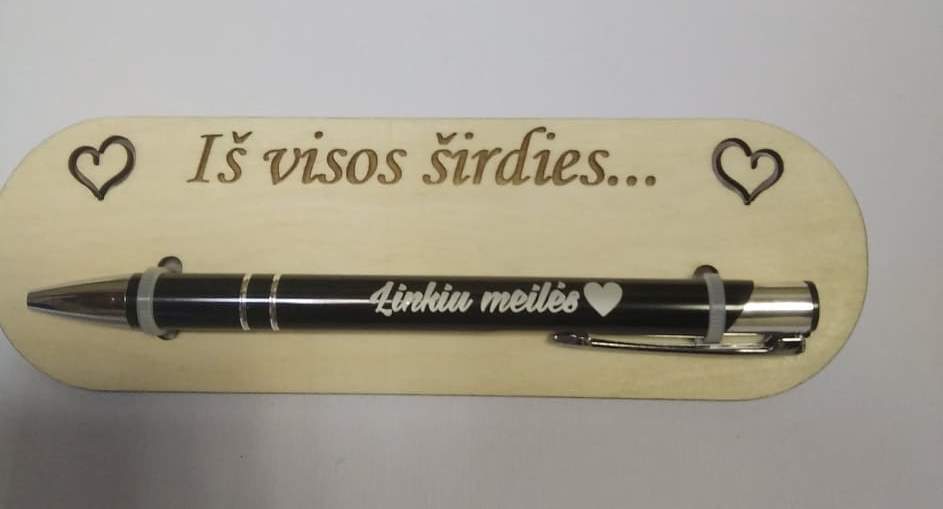 Iš visos širdies...
Linkiu meilės